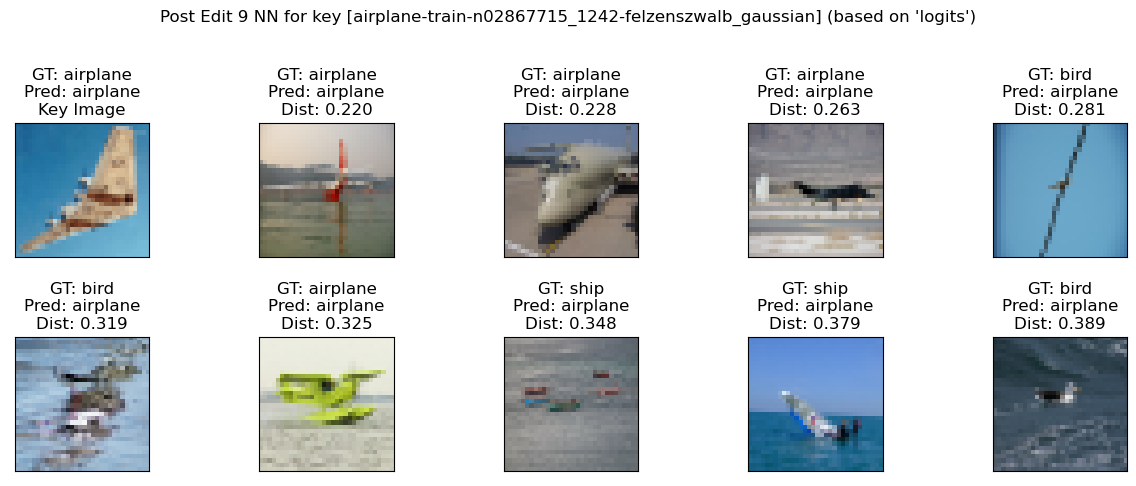 Post Edit 9 NN for key [airplane-train-n02867715_1242-felzenszwalb_gaussian] (based on 'logits')
GT: airplane
Pred: airplane
Key Image
GT: airplane
Pred: airplane
Dist: 0.220
GT: airplane
Pred: airplane
Dist: 0.228
GT: airplane
Pred: airplane
Dist: 0.263
GT: bird
Pred: airplane
Dist: 0.281
GT: bird
Pred: airplane
Dist: 0.319
GT: airplane
Pred: airplane
Dist: 0.325
GT: ship
Pred: airplane
Dist: 0.348
GT: ship
Pred: airplane
Dist: 0.379
GT: bird
Pred: airplane
Dist: 0.389